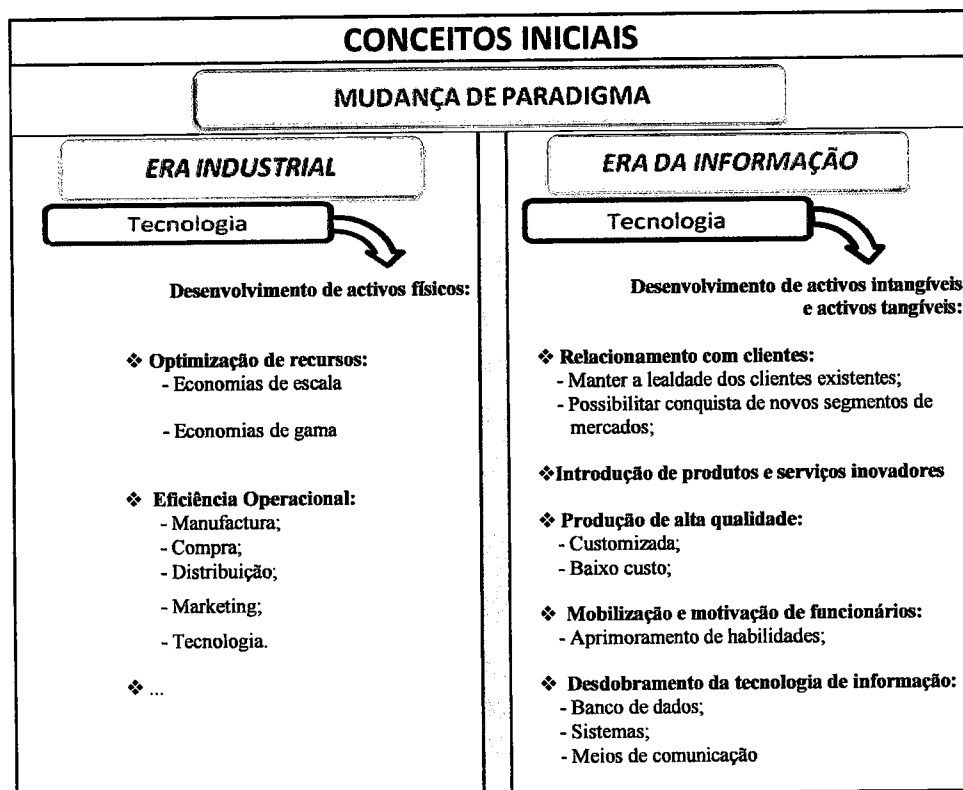 CONCEITOS INICIAIS
MUDANÇA DE PARADIGMA
ERA INDUSTRIAL
Tecnologia
Desenvolvimento de activos físicos:
❖ Optimização de recursos:
- Economias de escala
- Economias de gama
❖ Eficiência Operacional:
- Manufactura;
- Compra;
- Distribuição;
- Marketing;
- Tecnologia.
❖ ...
ERA DA INFORMAÇÃO
Tecnologia
Desenvolvimento de activos intangíveis
e activos tangíveis:
❖ Relacionamento com clientes:
- Manter a lealdade dos clientes existentes;
- Possibilitar conquista de novos segmentos de
mercados;
❖Introdução de produtos e serviços inovadores
❖ Produção de alta qualidade:
- Customizada;
- Baixo custo;
❖ Mobilização e motivação de funcionários:
- Aprimoramento de habilidades;
❖ Desdobramento da tecnologia de informação:
- Banco de dados;
- Sistemas;
- Meios de comunicação